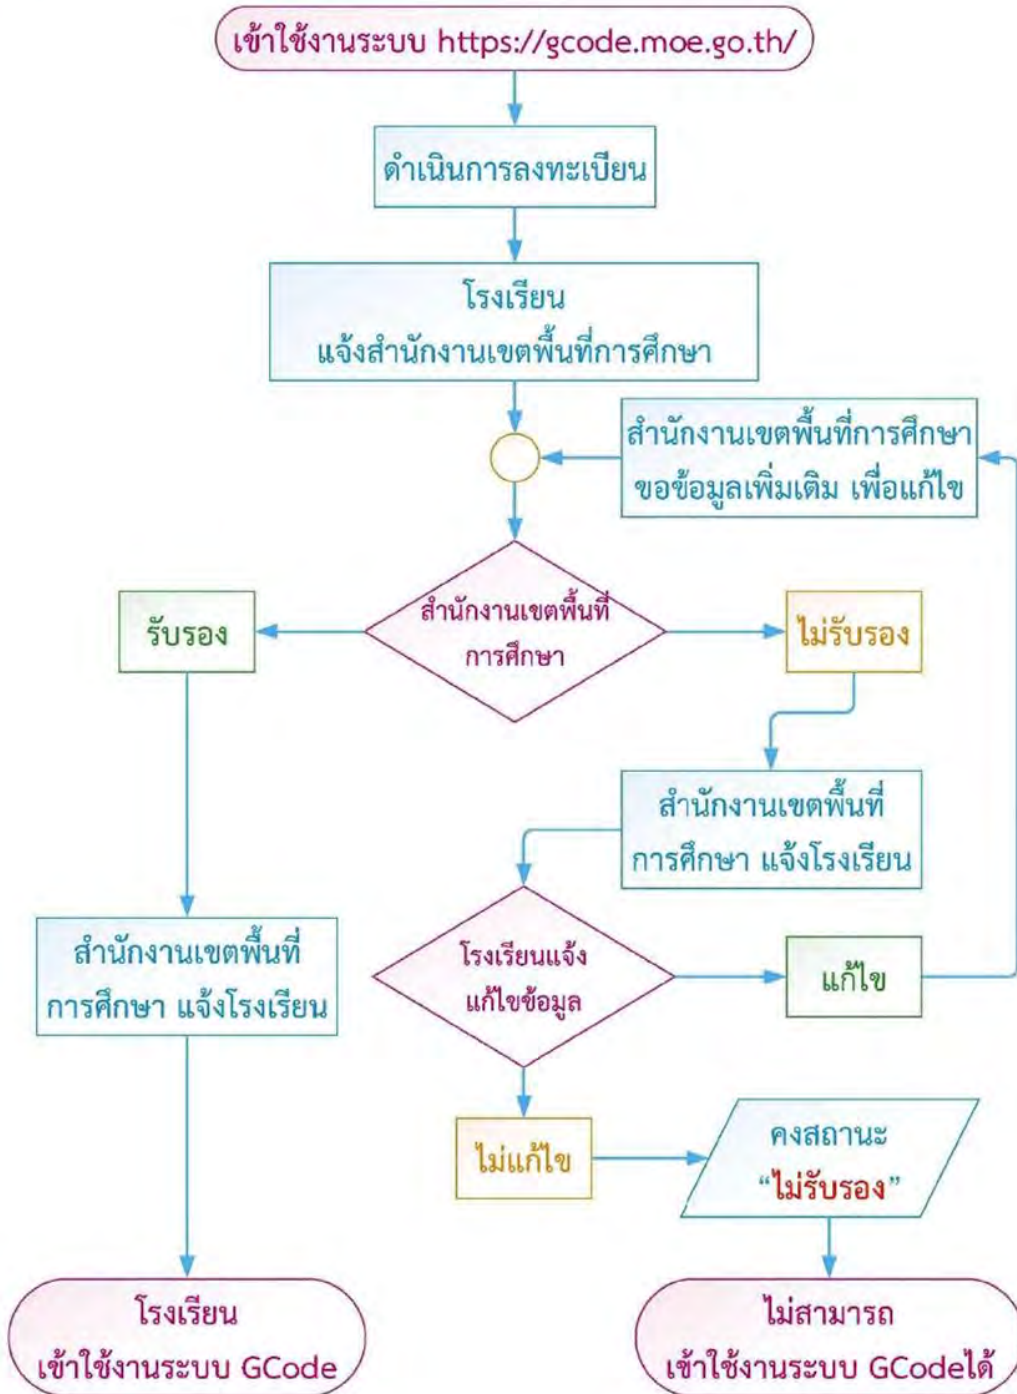 เข้าใช้งานระบบ https://gcode.moe.go.th/
ดำเนินการลงทะเบียน
โรงเรียน
แจ้งสำนักงานเขตพื้นที่การศึกษา
สำนักงานเขตพื้นที่การศึกษา
ขอข้อมูลเพิ่มเติม เพื่อแก้ไข
สำนักงานเขตพื้นที่
การศึกษา
รับรอง
ไม่รับรอง
สำนักงานเขตพื้นที่
การศึกษา แจ้งโรงเรียน
สำนักงานเขตพื้นที่
การศึกษา แจ้งโรงเรียน
โรงเรียนแจ้ง
แก้ไขข้อมูล
แก้ไข
ไม่แก้ไข
คงสถานะ
“ไม่รับรอง”
โรงเรียน
เข้าใช้งานระบบ GCode
ไม่สามารถ
เข้าใช้งานระบบ GCodeได้